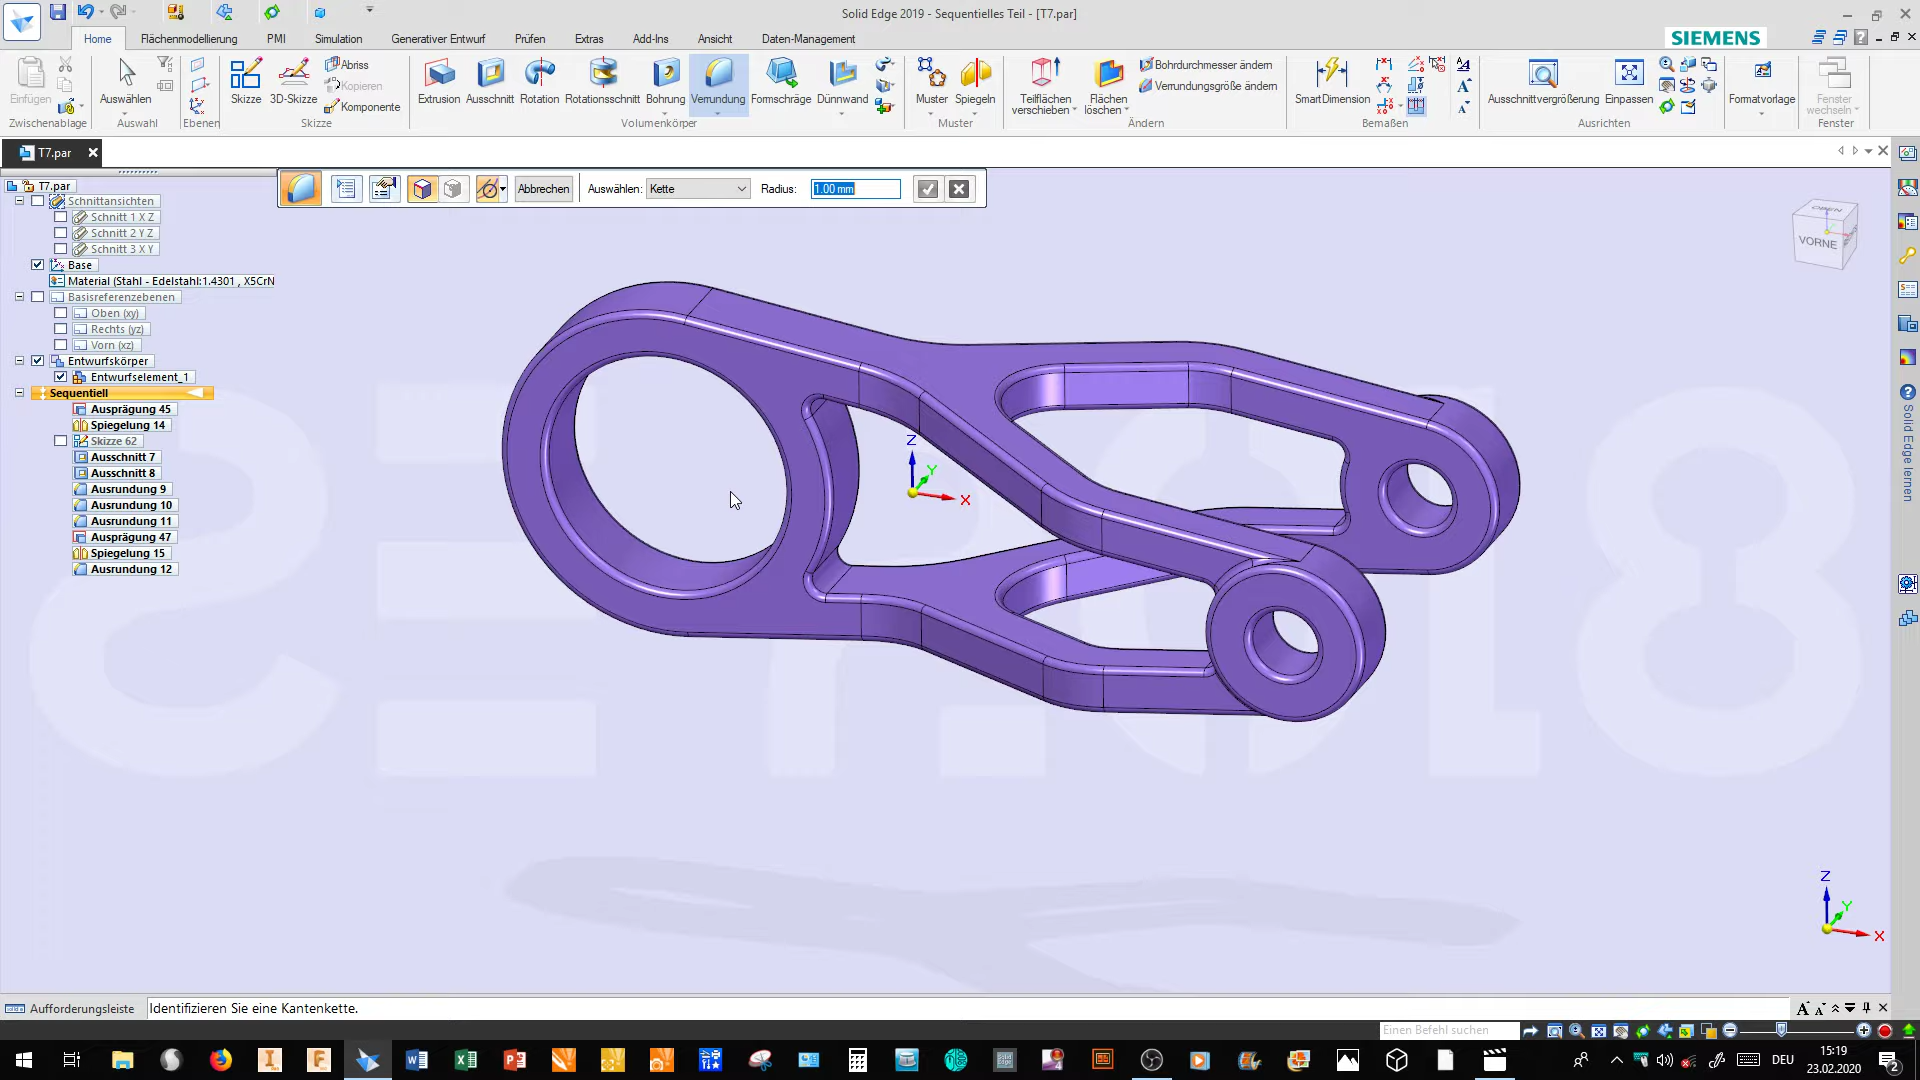 Solid Edge 2019 - Sequentielles Teil - [T7.par]
Home Flächenmodellierung PMI Simulation Generativer Entwurf Prüfen Extras Add-Ins Ansicht Daten-Management
SIEMENS
Einfügen
Zwischenablage
Auswählen
Auswahl
Ebenen
Skizze 3D-Skizze
Abriss
Kopieren
Komponente
Skizze
Extrusion Ausschnitt Rotation Rotationsschnitt Bohrung Verrundung Formschräge Dünnwand
Volumenkörper
Muster Spiegeln
Muster
Teilflächen verschieben
Flächen löschen
Bohrdurchmesser ändern
Verrundungsgröße ändern
Ändern
SmartDimension
Bemaßen
Ausschnittvergrößerung Einpassen
Ausrichten
Formatvorlage
Fenster wechseln
Fenster
T7.par
Abbrechen Auswählen: Kette Radius: 1.00 mm
T7.par
Schnittansichten
Schnitt 1 X Z
Schnitt 2 Y Z
Schnitt 3 X Y
Base
Material (Stahl - Edelstahl:1.4301 , X5CrN
Basisreferenzebenen
Oben (xy)
Rechts (yz)
Vorn (xz)
Entwurfskörper
Entwurfselement_1
Sequentiell
Ausprägung 45
Spiegelung 14
Skizze 62
Ausschnitt 7
Ausschnitt 8
Ausrundung 9
Ausrundung 10
Ausrundung 11
Ausprägung 47
Spiegelung 15
Ausrundung 12
OBEN
VORNE
Z
Y
X
Z
Y
X
Solid Edge lernen
Aufforderungsleiste Identifizieren Sie eine Kantenkette.
Einen Befehl suchen
DEU
15:19
23.02.2020
2